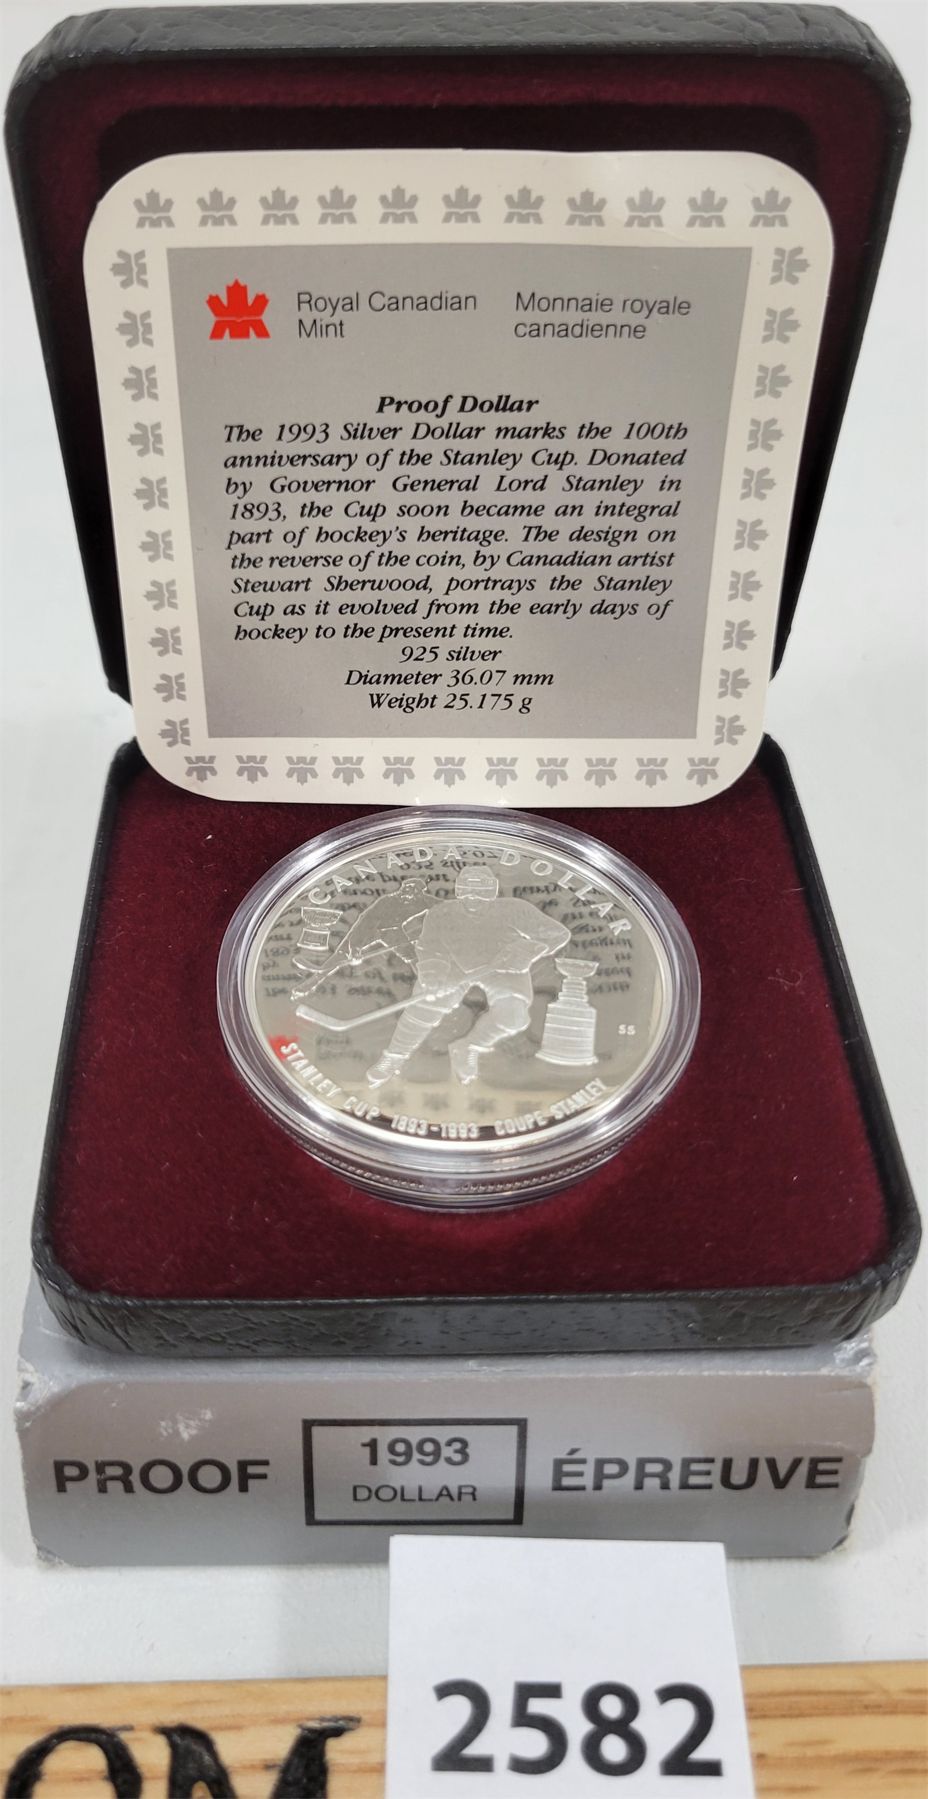 Royal Canadian Mint
Monnaie royale canadienne
Proof Dollar
The 1993 Silver Dollar marks the 100th
anniversary of the Stanley Cup. Donated
by Governor General Lord Stanley in
1893, the Cup soon became an integral
part of hockey's heritage. The design on
the reverse of the coin, by Canadian artist
Stewart Sherwood, portrays the Stanley
Cup as it evolved from the early days of
hockey to the present time.
925 silver
Diameter 36.07 mm
Weight 25.175 g
CANADA DOLLAR
SS
STANLEY CUP 1893-1993 COUPE STANLEY
PROOF
1993
DOLLAR
ÉPREUVE
2582
OM